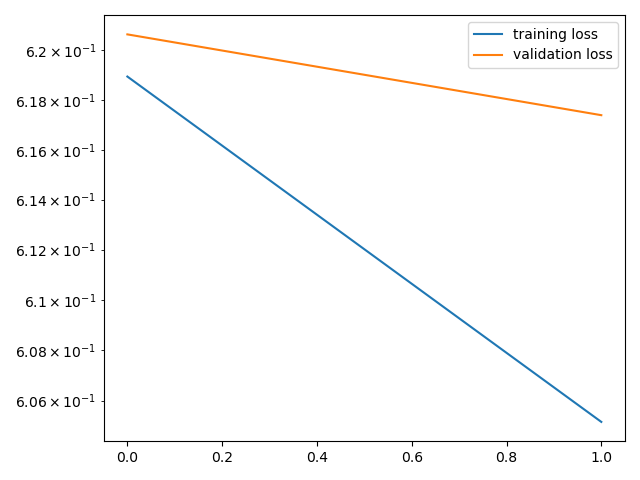 training loss
validation loss
6.2 × 10⁻¹
6.18 × 10⁻¹
6.16 × 10⁻¹
6.14 × 10⁻¹
6.12 × 10⁻¹
6.1 × 10⁻¹
6.08 × 10⁻¹
6.06 × 10⁻¹
0.0 0.2 0.4 0.6 0.8 1.0